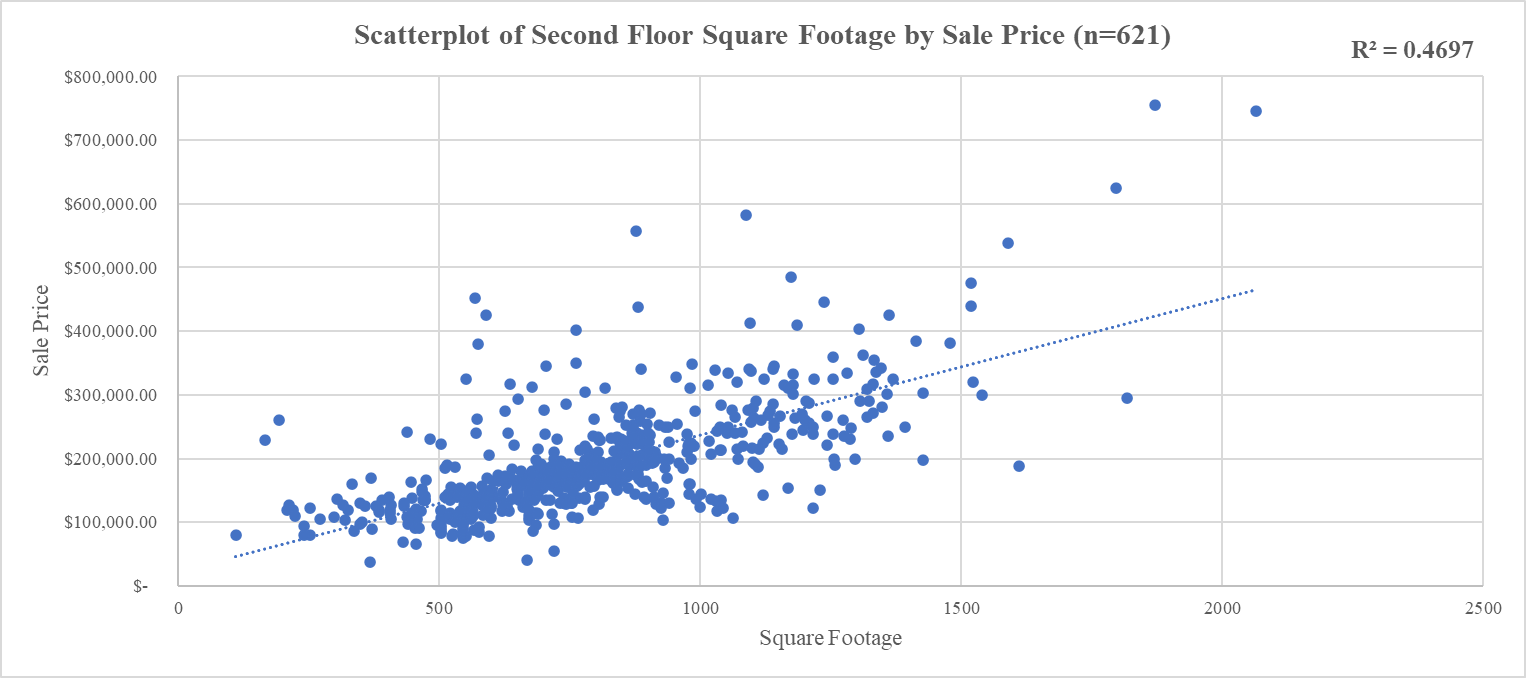 Scatterplot of Second Floor Square Footage by Sale Price (n=621)
R² = 0.4697
$800,000.00
$700,000.00
$600,000.00
$500,000.00
$400,000.00
$300,000.00
$200,000.00
$100,000.00
$-
Sale Price
0 500 1000 1500 2000 2500
Square Footage